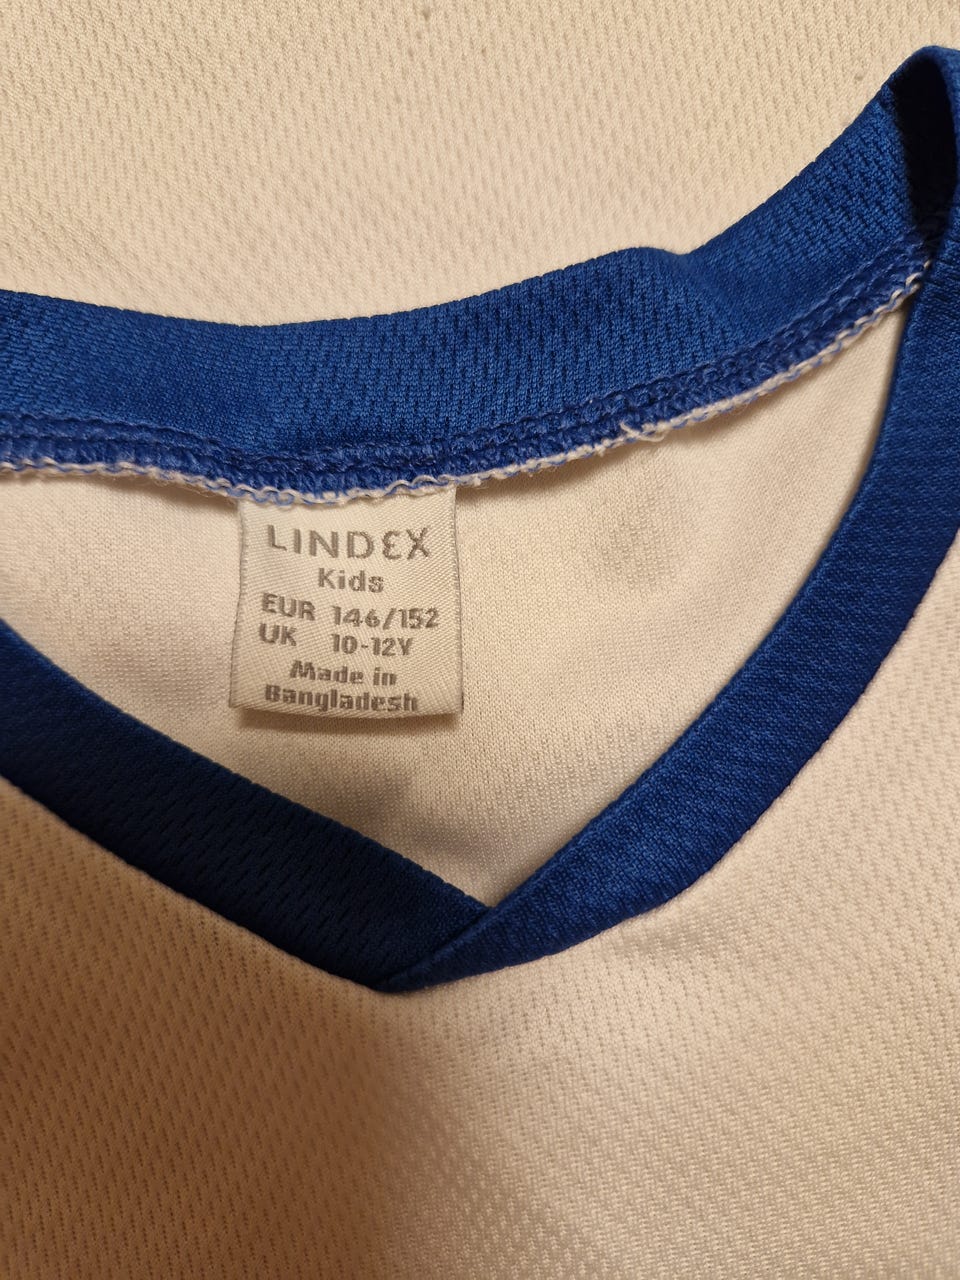 LINDEX
Kids
EUR 146/152
UK 10-12Y
Made in
Bangladesh